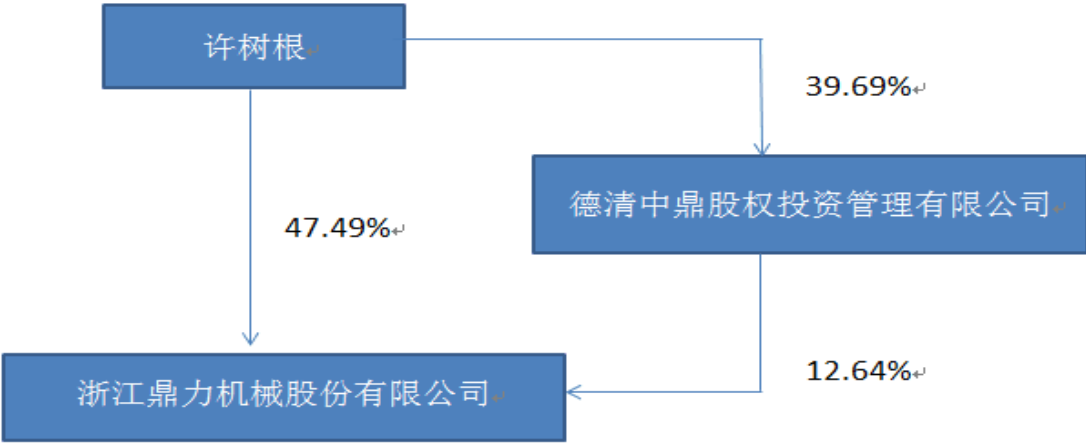 许树根
39.69%
德清中鼎股权投资管理有限公司
47.49%
12.64%
浙江鼎力机械股份有限公司